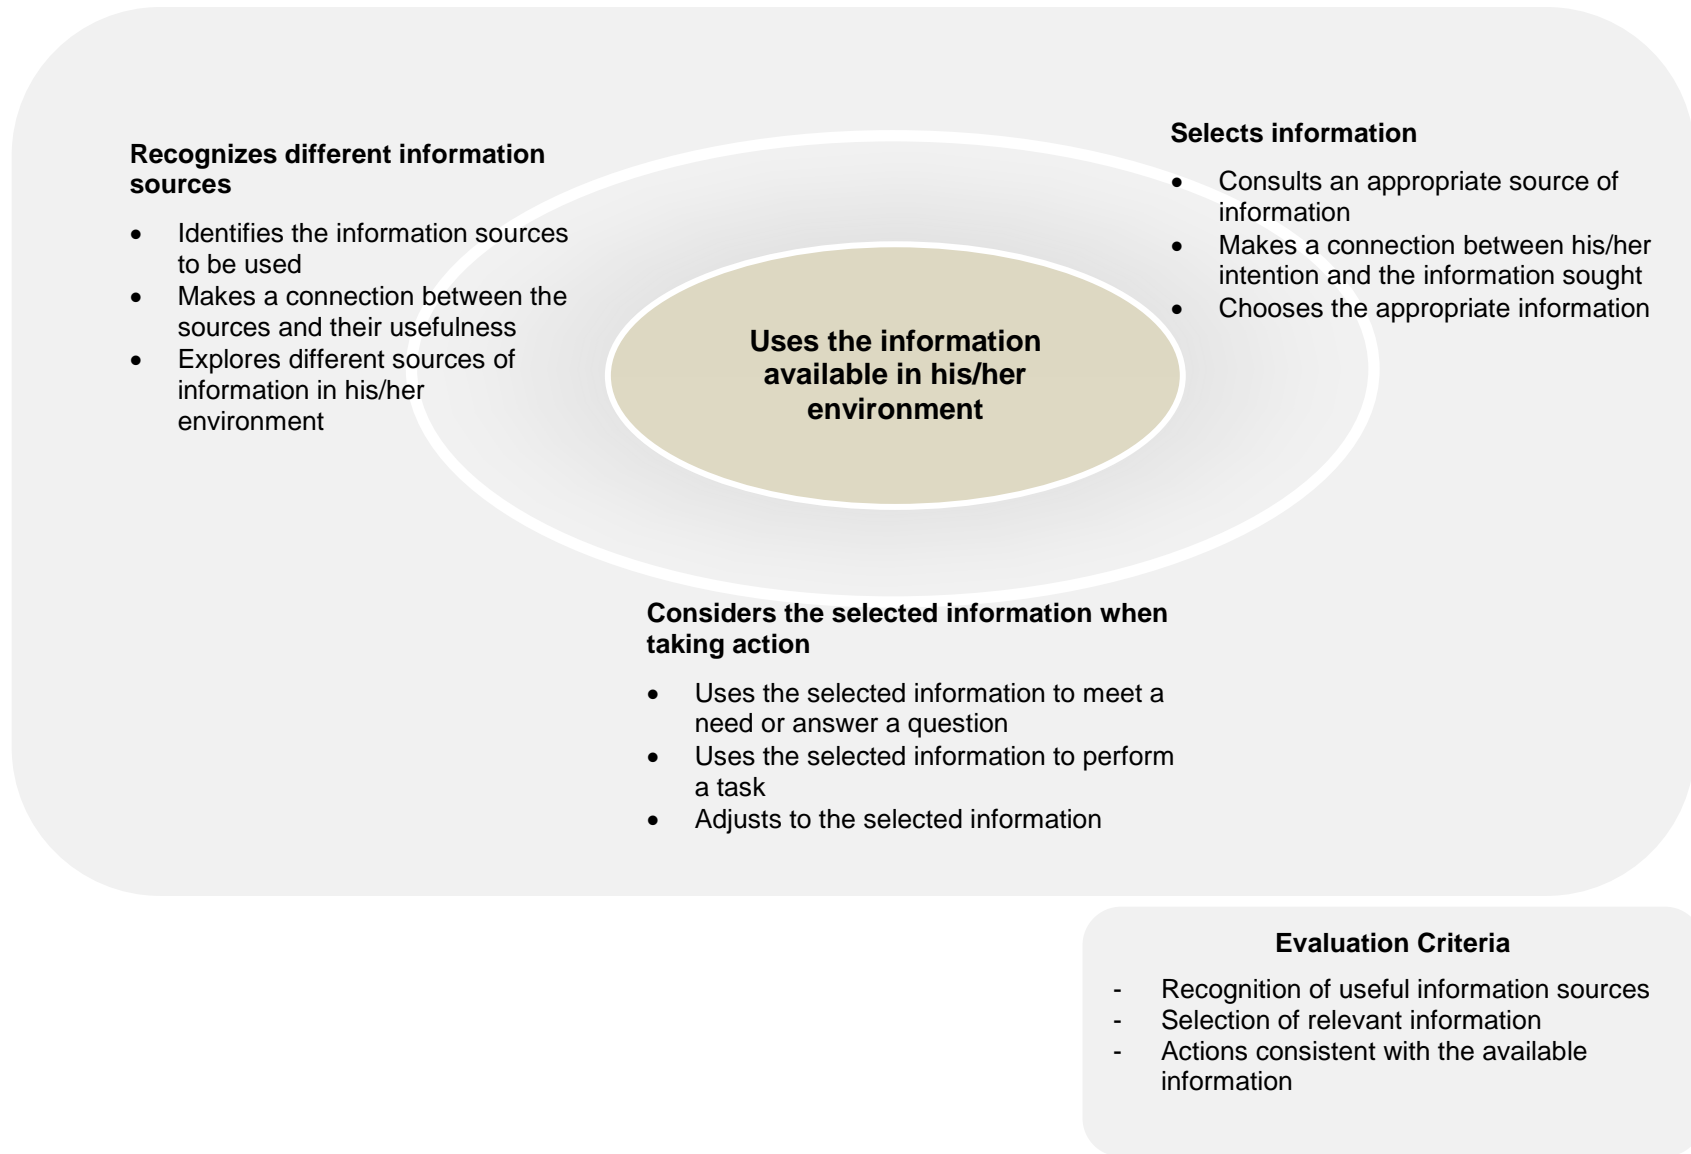 Recognizes different information
sources
• Identifies the information sources
to be used
• Makes a connection between the
sources and their usefulness
• Explores different sources of
information in his/her
environment
Selects information
• Consults an appropriate source of
information
• Makes a connection between his/her
intention and the information sought
• Chooses the appropriate information
Uses the information
available in his/her
environment
Considers the selected information when
taking action
• Uses the selected information to meet a
need or answer a question
• Uses the selected information to perform
a task
• Adjusts to the selected information
Evaluation Criteria
- Recognition of useful information sources
- Selection of relevant information
- Actions consistent with the available
information